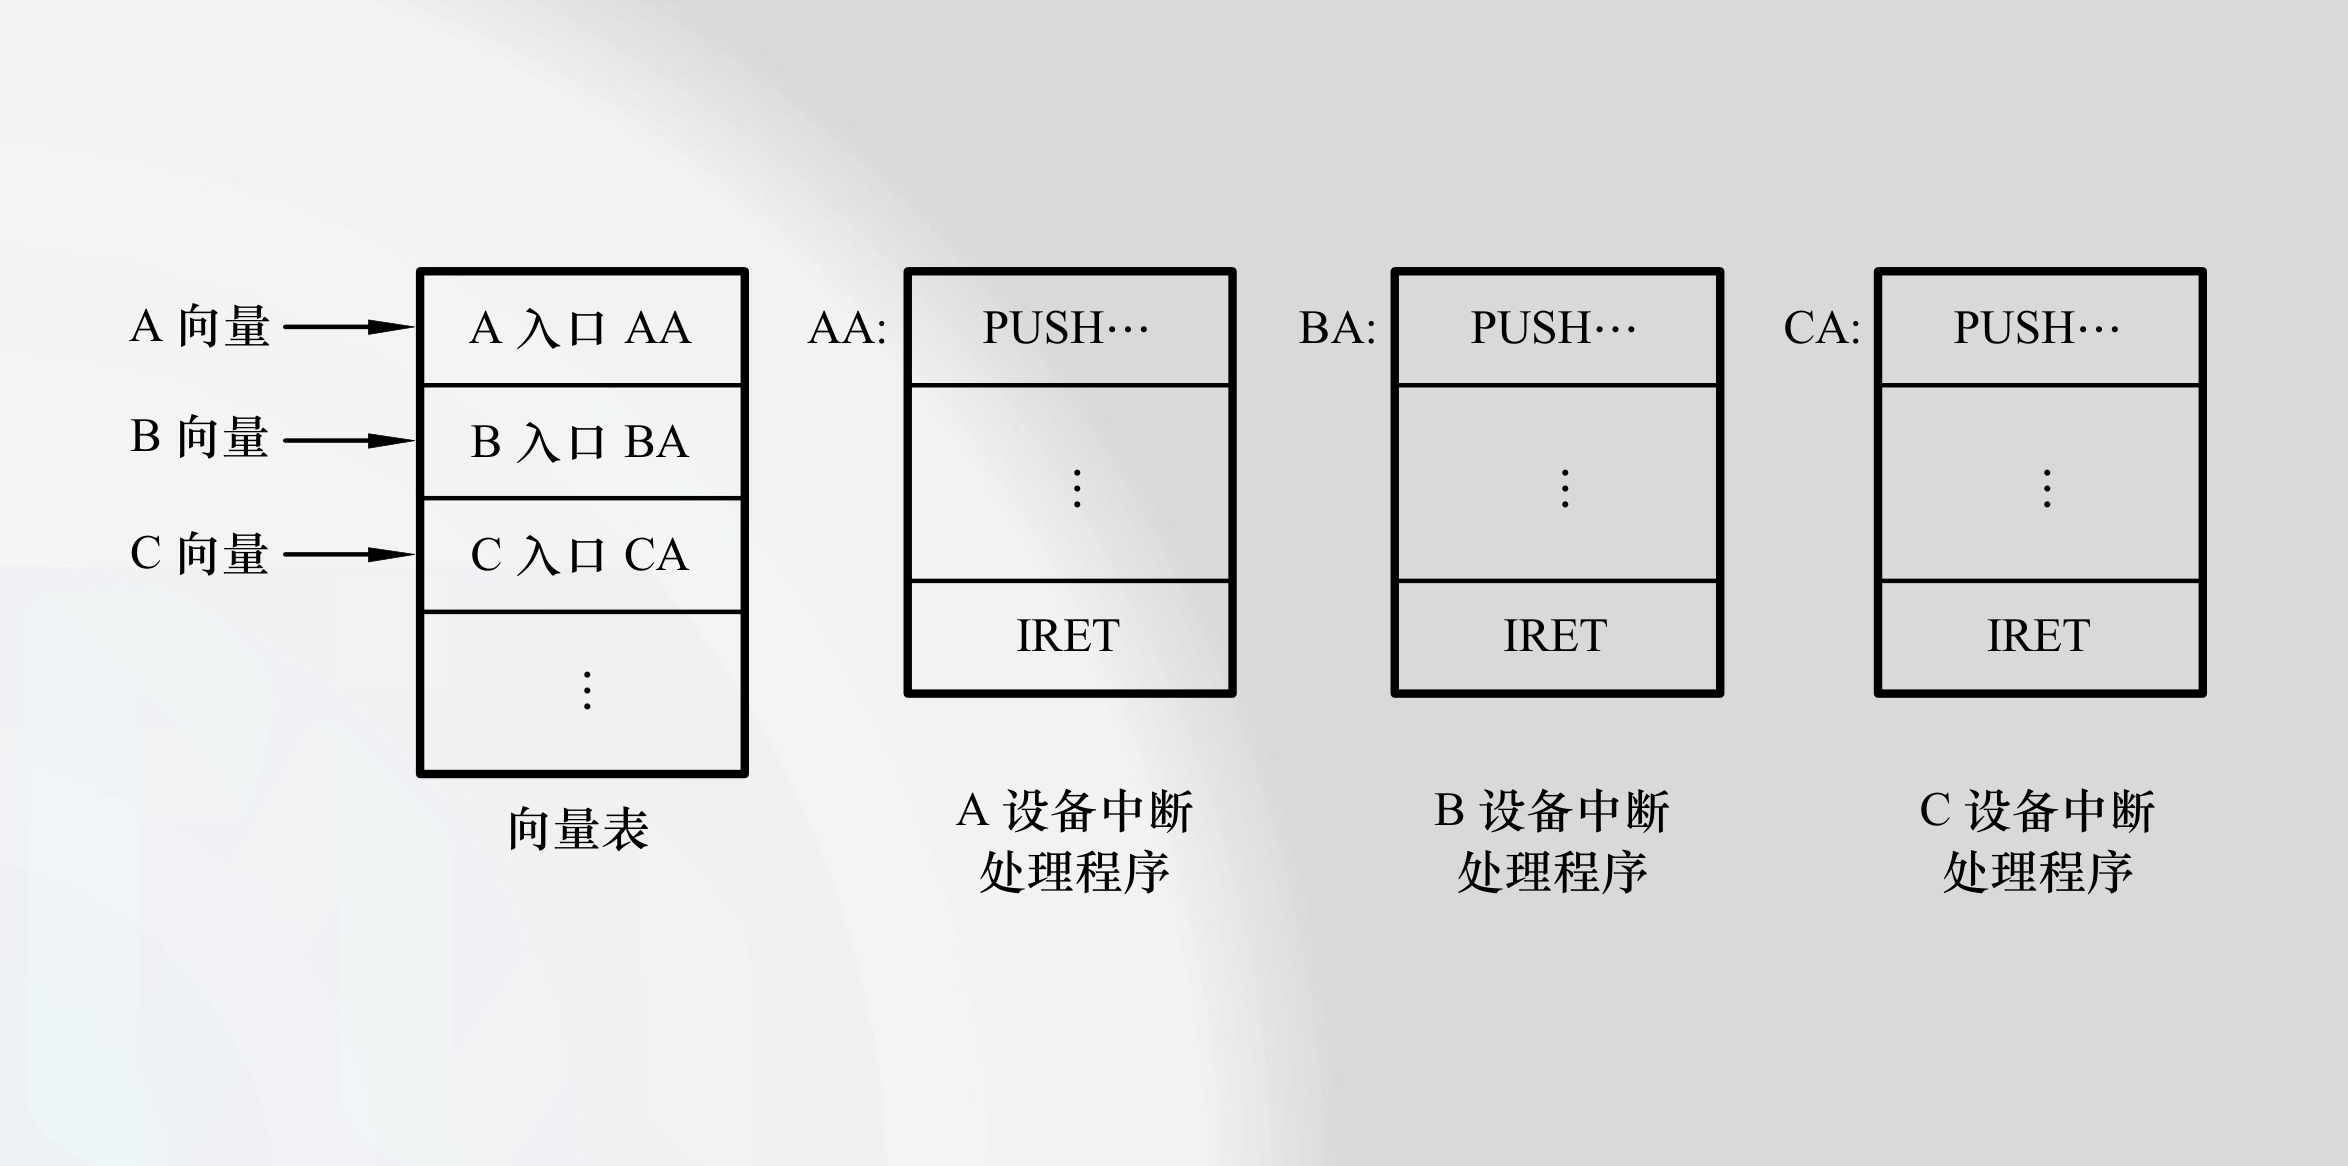 A 向量
A 入口 AA
AA:
PUSH…
BA:
PUSH…
CA:
PUSH…
B 向量
B 入口 BA
⋮
⋮
⋮
C 向量
C 入口 CA
IRET
IRET
IRET
⋮
向量表
A 设备中断
处理程序
B 设备中断
处理程序
C 设备中断
处理程序